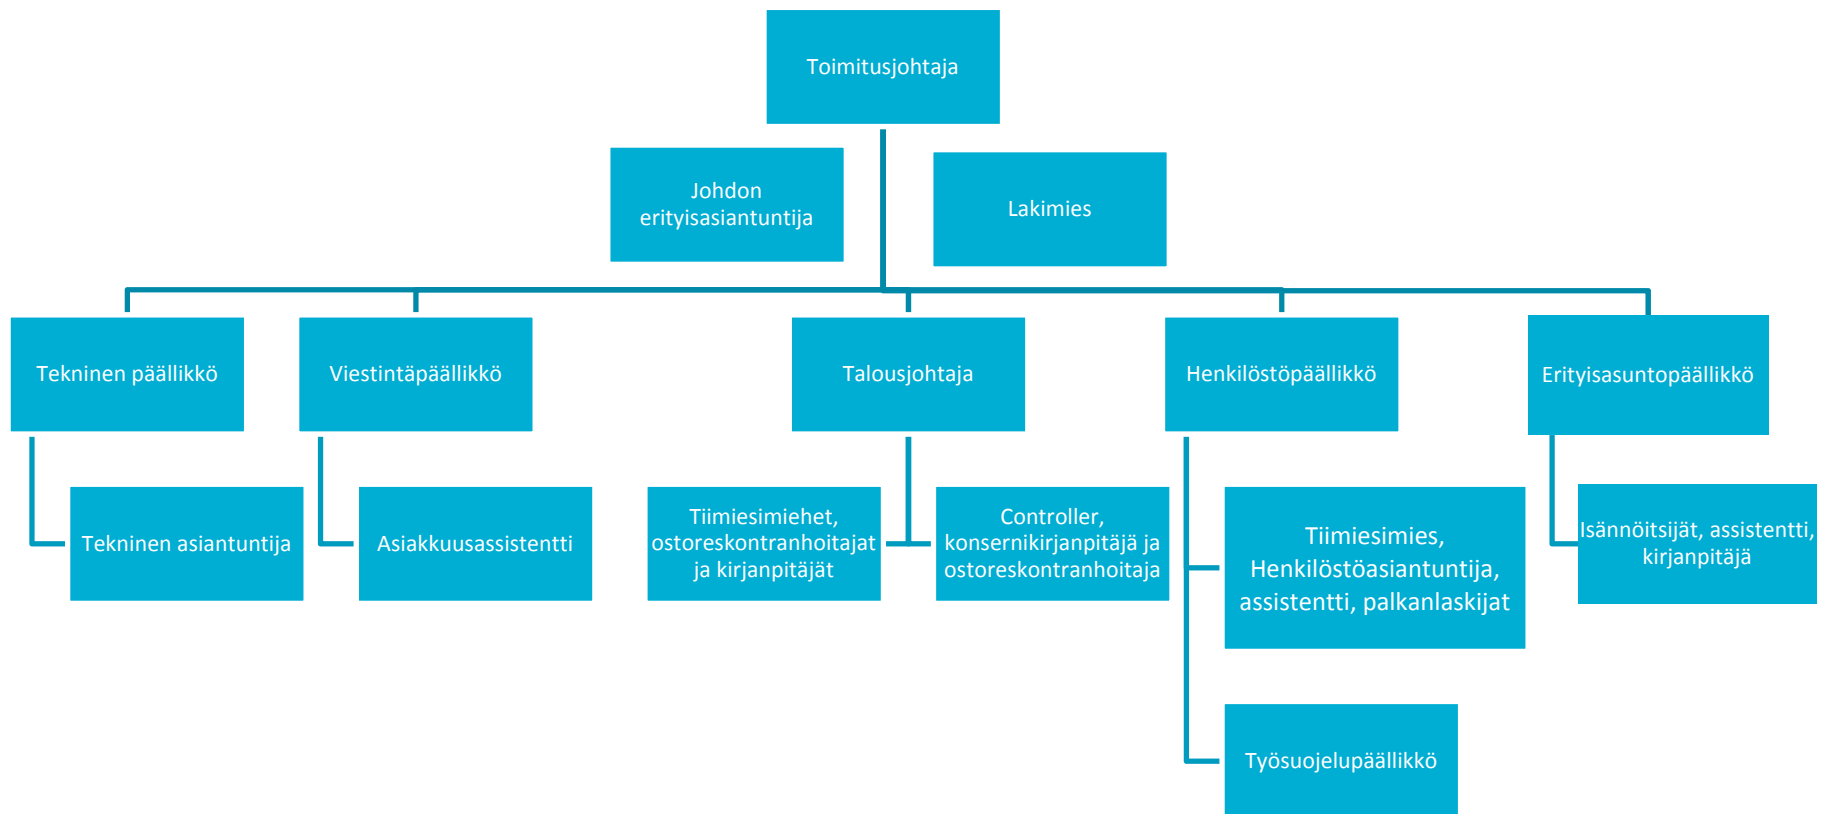 Toimitusjohtaja
Johdon
erityisasiantuntija
Lakimies
Tekninen päällikkö
Viestintäpäällikkö
Talousjohtaja
Henkilöstöpäällikkö
Erityisasuntopäällikkö
Tekninen asiantuntija
Asiakkuusassistentti
Tiimiesimiehet,
ostoreskontranhoitajat
ja kirjanpitäjät
Controller,
konsernikirjanpitäjä ja
ostoreskontranhoitaja
Tiimiesimies,
Henkilöstöasiantuntija,
assistentti, palkanlaskijat
Isännöitsijät, assistentti,
kirjanpitäjä
Työsuojelupäällikkö